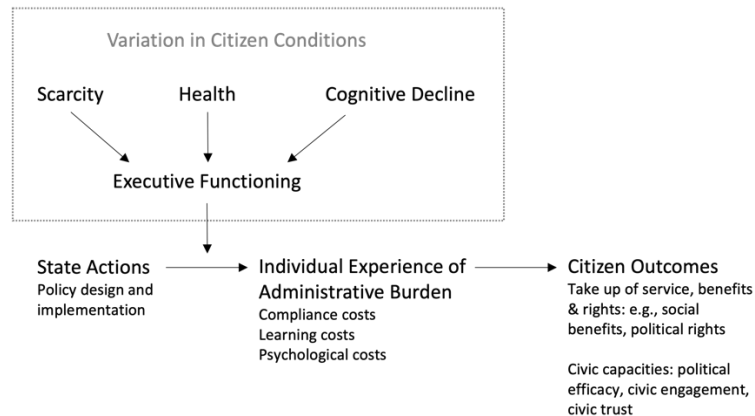 Variation in Citizen Conditions
Scarcity
Health
Cognitive Decline
Executive Functioning
State Actions
Policy design and
implementation
Individual Experience of
Administrative Burden
Compliance costs
Learning costs
Psychological costs
Citizen Outcomes
Take up of service, benefits
& rights: e.g., social
benefits, political rights
Civic capacities: political
efficacy, civic engagement,
civic trust